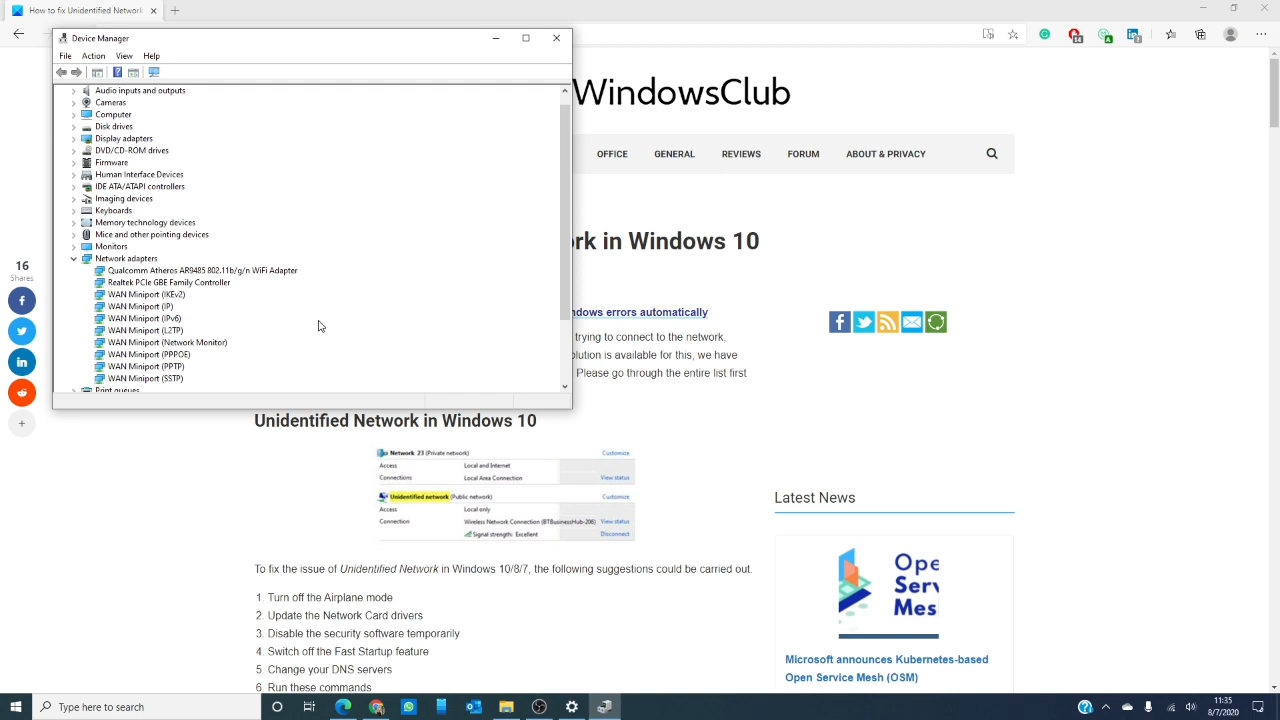 How to fix Unidentified Network
Device Manager
File Action View Help
Audio inputs and outputs
Cameras
Computer
Disk drives
Display adapters
DVD/CD-ROM drives
Firmware
Human Interface Devices
IDE ATA/ATAPI controllers
Imaging devices
Keyboards
Memory technology devices
Mice and other pointing devices
Monitors
Network adapters
Qualcomm Atheros AR9485 802.11b/g/n WiFi Adapter
Realtek PCIe GBE Family Controller
WAN Miniport (IKEv2)
WAN Miniport (IP)
WAN Miniport (IPv6)
WAN Miniport (L2TP)
WAN Miniport (Network Monitor)
WAN Miniport (PPPOE)
WAN Miniport (PPTP)
WAN Miniport (SSTP)
Print queues
WindowsClub
OFFICE GENERAL REVIEWS FORUM ABOUT & PRIVACY
rk in Windows 10
16
Shares
ndows errors automatically
trying to connect to the network,
olution is available for this, we have
Please go through the entire list first
Unidentified Network in Windows 10
Network 23 (Private network) Customize
Access Local and Internet
Connections Local Area Connection View status
Unidentified network (Public network) Customize
Access Local only
Connection Wireless Network Connection (BTBusinessHub-206) View status
Signal strength: Excellent Disconnect
To fix the issue of Unidentified Network in Windows 10/8/7, the following suggestions could be carried out.
1. Turn off the Airplane mode
2. Update the Network Card drivers
3. Disable the security software temporarily
4. Switch off the Fast Startup feature
5. Change your DNS servers
6. Run these commands
Latest News
Ope
Serv
Mes
Microsoft announces Kubernetes-based
Open Service Mesh (OSM)
Type here to search
11:35
8/7/2020